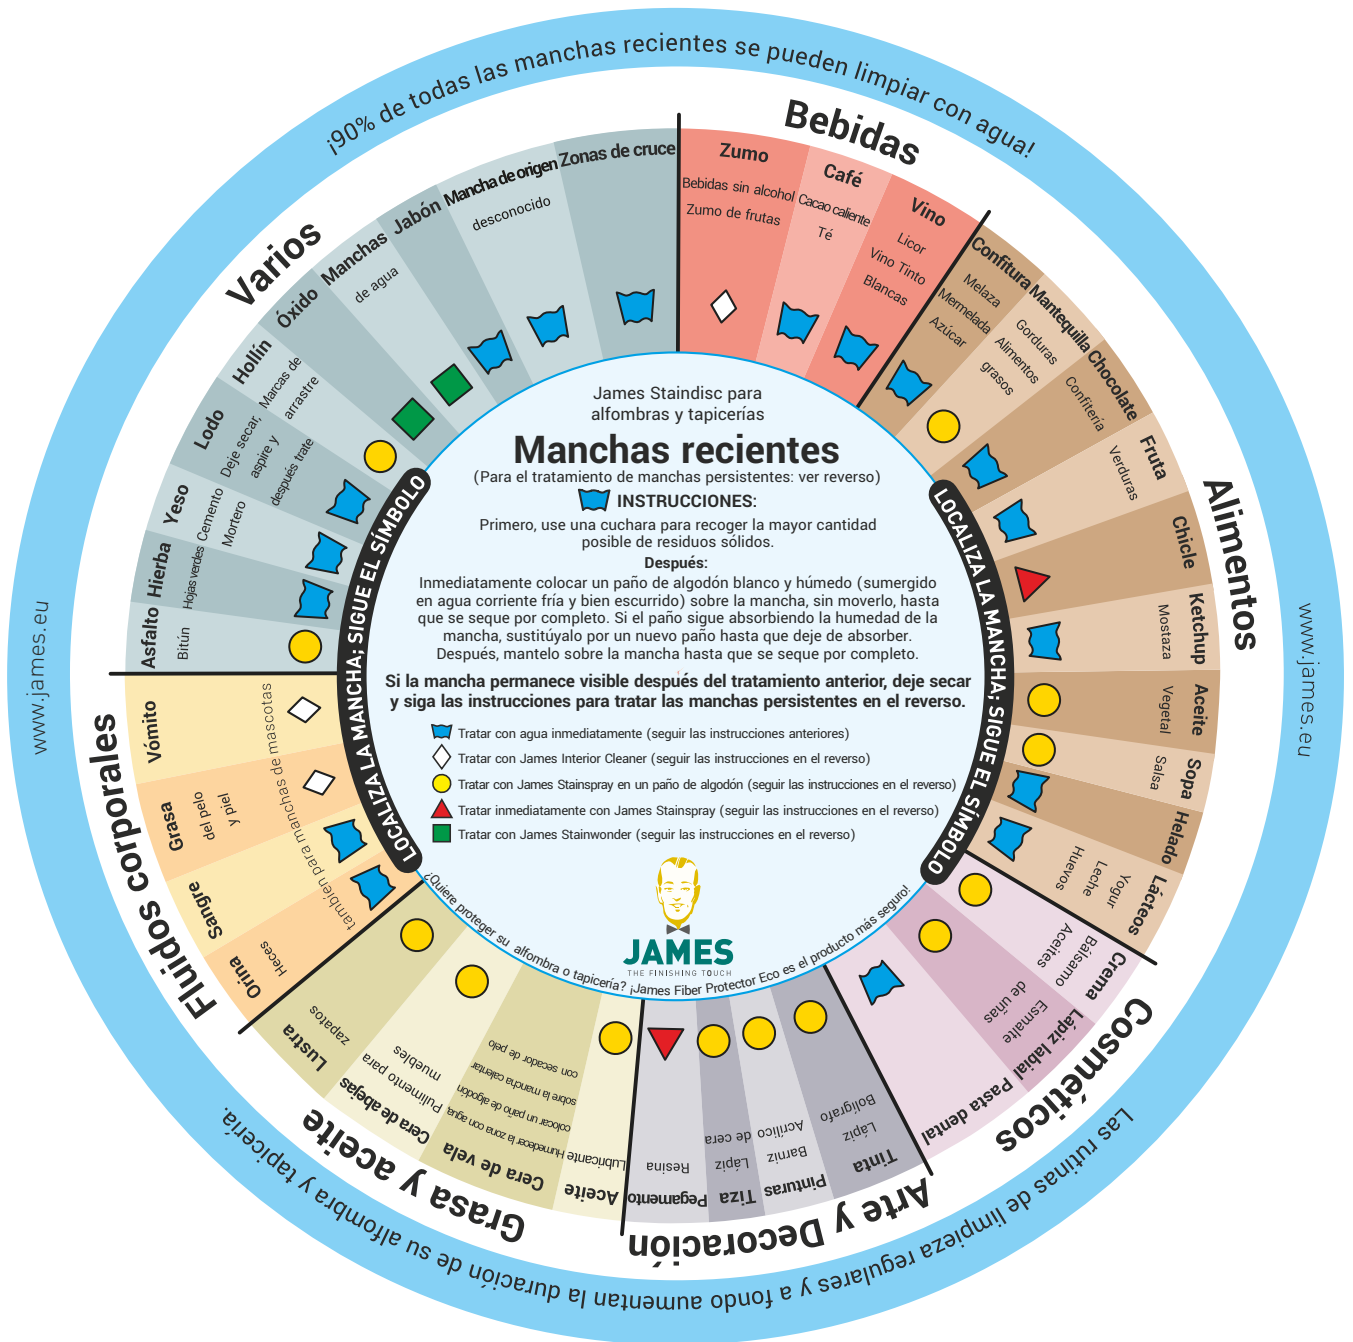 ¡90% de todas las manchas recientes se pueden limpiar con agua!
www.james.eu
Las rutinas de limpieza regulares y a fondo aumentan la duración de su alfombra y tapicería.
www.james.eu
Bebidas
Zumo
Bebidas sin alcohol
Zumo de frutas
Café
Cacao caliente
Té
Vino
Licor
Vino Tinto
Blancas
Alimentos
Confitura
Melaza
Mermelada
Azúcar
Mantequilla
Gorduras
Alimentos
grasos
Chocolate
Confitería
Fruta
Verduras
Chicle
Ketchup
Mostaza
Aceite
Vegetal
Sopa
Salsa
Helado
Lácteos
Yogur
Leche
Huevos
Cosméticos
Crema
Bálsamo
Aceites
Lápiz labial
Esmalte
de uñas
Pasta dental
Arte y Decoración
Tinta
Lápiz
Bolígrafo
Pinturas
Barniz
Acrílico
Tiza
Lápiz
de cera
Pegamento
Resina
Grasa y aceite
Aceite
Lubricante
Cera de vela
Humedecer la zona con agua,
colocar un paño de algodón
sobre la mancha calentar
con secador de pelo
Cera de abejas
Pulimento para
muebles
Lustra
zapatos
Fluidos corporales
Orina
Heces
Sangre
Grasa
del pelo
y piel
Vómito
también para manchas de mascotas
Varios
Asfalto
Bitún
Hierba
Hojas verdes
Yeso
Cemento
Mortero
Lodo
Deje secar,
aspire y
después trate
Hollín
Marcas de
arrastre
Óxido
Manchas
de agua
Jabón
Mancha de origen
desconocido
Zonas de cruce
LOCALIZA LA MANCHA; SIGUE EL SÍMBOLO
LOCALIZA LA MANCHA; SIGUE EL SÍMBOLO
James Staindisc para
alfombras y tapicerías
Manchas recientes
(Para el tratamiento de manchas persistentes: ver reverso)
INSTRUCCIONES:
Primero, use una cuchara para recoger la mayor cantidad
posible de residuos sólidos.
Después:
Inmediatamente colocar un paño de algodón blanco y húmedo (sumergido
en agua corriente fría y bien escurrido) sobre la mancha, sin moverlo, hasta
que se seque por completo. Si el paño sigue absorbiendo la humedad de la
mancha, sustitúyalo por un nuevo paño hasta que deje de absorber.
Después, mantelo sobre la mancha hasta que se seque por completo.
Si la mancha permanece visible después del tratamiento anterior, deje secar
y siga las instrucciones para tratar las manchas persistentes en el reverso.
Tratar con agua inmediatamente (seguir las instrucciones anteriores)
Tratar con James Interior Cleaner (seguir las instrucciones en el reverso)
Tratar con James Stainspray en un paño de algodón (seguir las instrucciones en el reverso)
Tratar inmediatamente con James Stainspray (seguir las instrucciones en el reverso)
Tratar con James Stainwonder (seguir las instrucciones en el reverso)
JAMES
THE FINISHING TOUCH
¿Quiere proteger su alfombra o tapicería? ¡James Fiber Protector Eco es el producto más seguro!